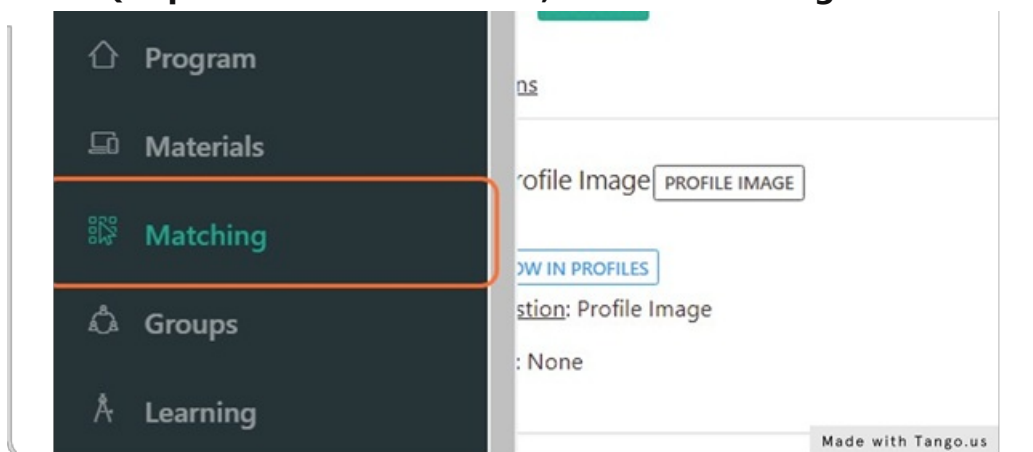 Program
Materials
Matching
Groups
Learning
ns
rofile Image PROFILE IMAGE
OW IN PROFILES
stion: Profile Image
: None
Made with Tango.us